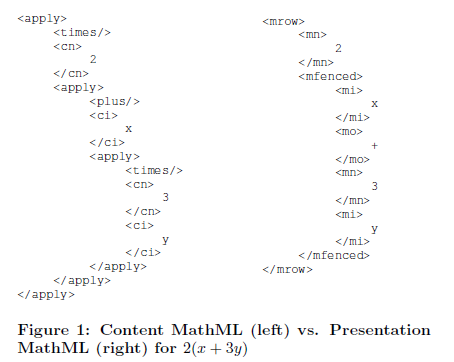 <apply>
<times/>
<cn>
2
</cn>
<apply>
<plus/>
<ci>
x
</ci>
<apply>
<times/>
<cn>
3
</cn>
<ci>
y
</ci>
</apply>
</apply>
</apply>
<mrow>
<mn>
2
</mn>
<mfenced>
<mi>
x
</mi>
<mo>
+
</mo>
<mn>
3
</mn>
<mi>
y
</mi>
</mfenced>
</mrow>
Figure 1: Content MathML (left) vs. Presentation
MathML (right) for 2(x + 3y)